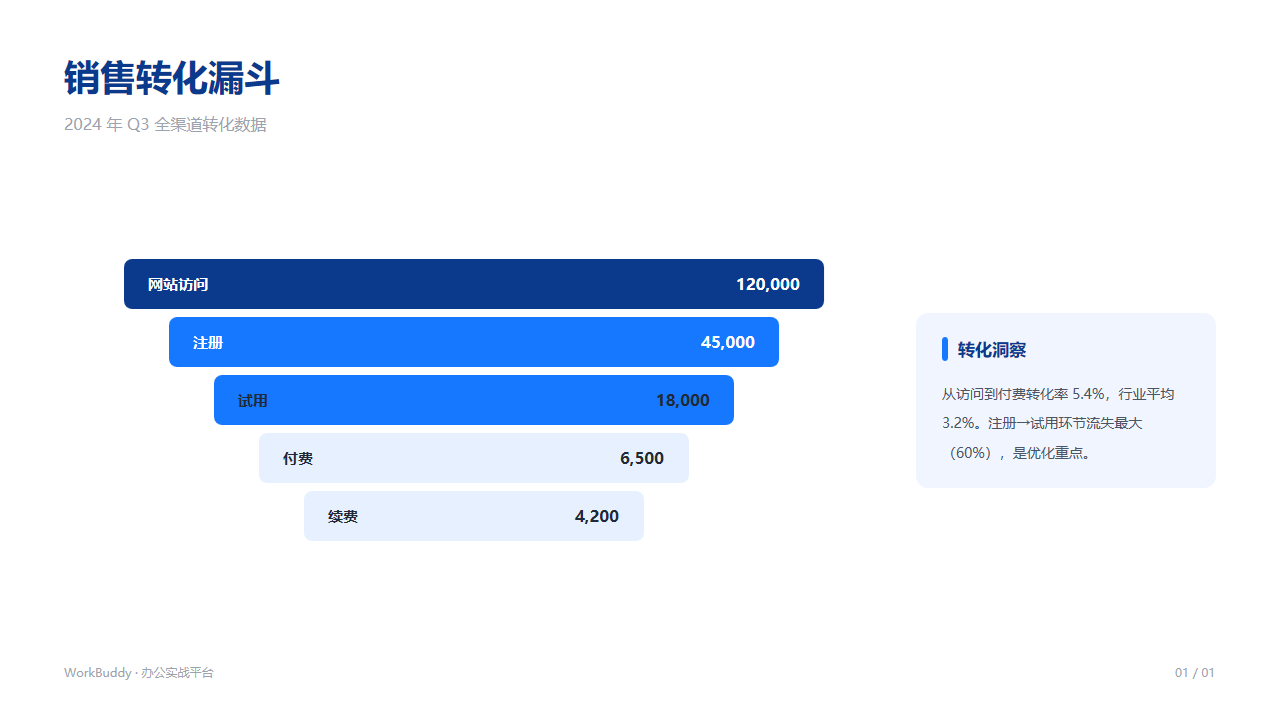 销售转化漏斗
2024 年 Q3 全渠道转化数据
网站访问 120,000
注册 45,000
试用 18,000
付费 6,500
续费 4,200
转化洞察
从访问到付费转化率 5.4%，行业平均
3.2%。注册→试用环节流失最大
（60%），是优化重点。
WorkBuddy · 办公实战平台
01 / 01